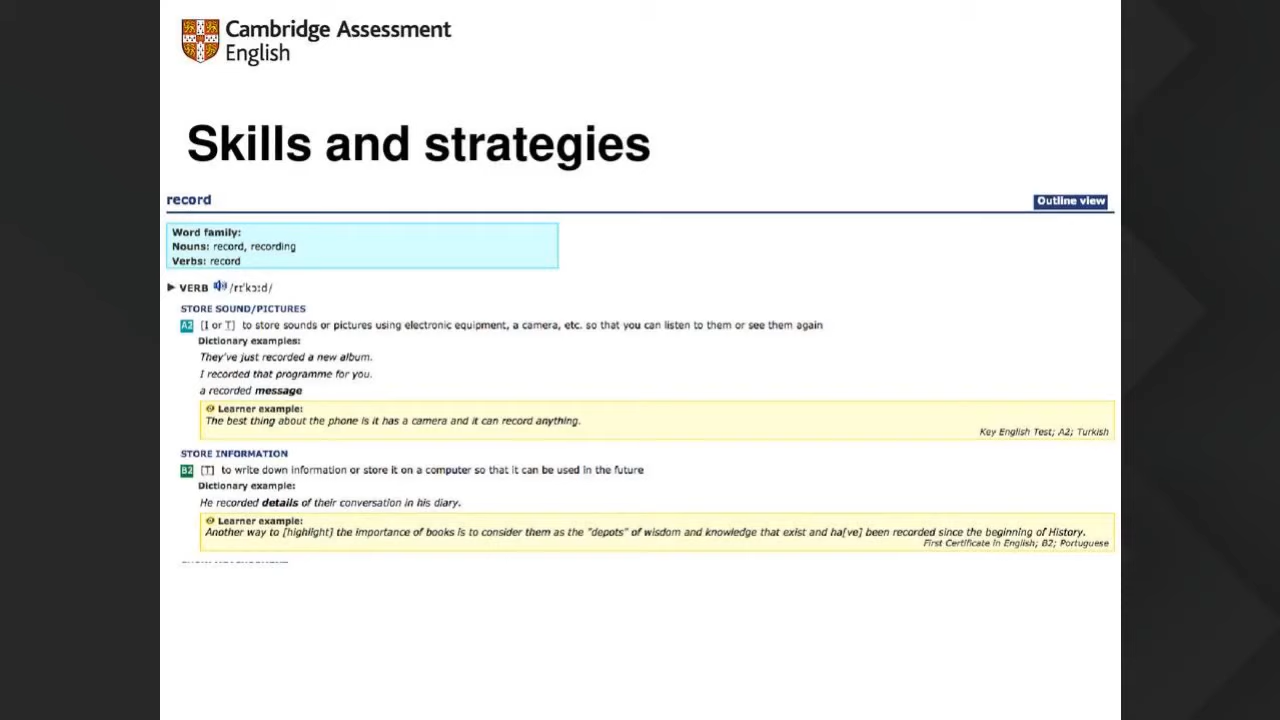 Cambridge Assessment
English
Skills and strategies
record
Outline view
Word family:
Nouns: record, recording
Verbs: record
► VERB /rɪˈkɔːd/
STORE SOUND/PICTURES
A2 [I or T] to store sounds or pictures using electronic equipment, a camera, etc. so that you can listen to them or see them again
Dictionary examples:
They've just recorded a new album.
I recorded that programme for you.
a recorded message
Learner example:
The best thing about the phone is it has a camera and it can record anything.
Key English Test; A2; Turkish
STORE INFORMATION
B2 [T] to write down information or store it on a computer so that it can be used in the future
Dictionary example:
He recorded details of their conversation in his diary.
Learner example:
Another way to [highlight] the importance of books is to consider them as the "depots" of wisdom and knowledge that exist and ha[ve] been recorded since the beginning of History.
First Certificate in English; B2; Portuguese